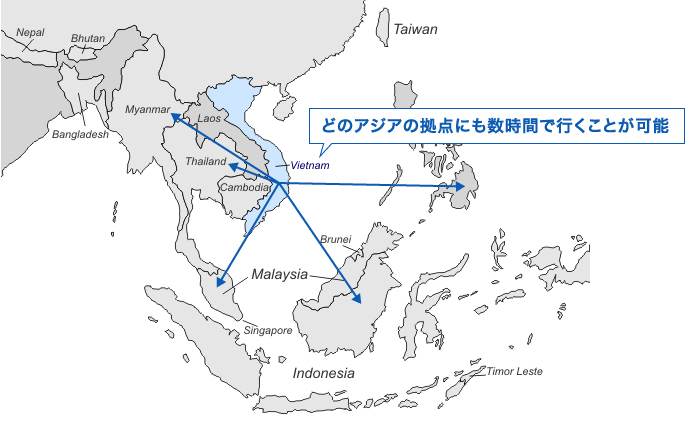 Nepal
Bhutan
Taiwan
Myanmar
Laos
Bangladesh
どのアジアの拠点にも数時間で行くことが可能
Thailand
Vietnam
Cambodia
Brunei
Malaysia
Singapore
Indonesia
Timor Leste